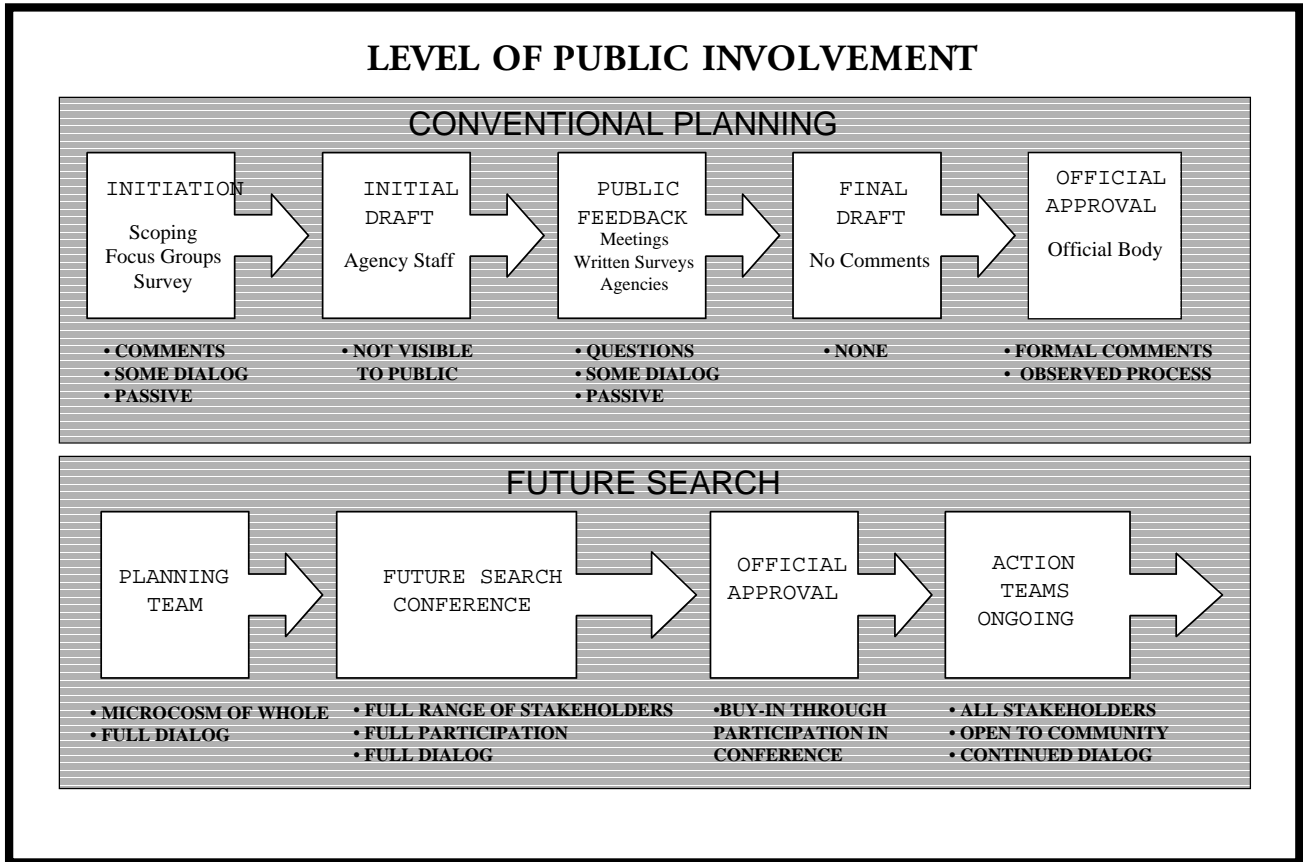 LEVEL OF PUBLIC INVOLVEMENT
CONVENTIONAL PLANNING
INITIATION
Scoping
Focus Groups
Survey
• COMMENTS
• SOME DIALOG
• PASSIVE
INITIAL
DRAFT
Agency Staff
• NOT VISIBLE
TO PUBLIC
PUBLIC
FEEDBACK
Meetings
Written Surveys
Agencies
• QUESTIONS
• SOME DIALOG
• PASSIVE
FINAL
DRAFT
No Comments
• NONE
OFFICIAL
APPROVAL
Official Body
• FORMAL COMMENTS
• OBSERVED PROCESS
FUTURE SEARCH
PLANNING
TEAM
• MICROCOSM OF WHOLE
• FULL DIALOG
FUTURE SEARCH
CONFERENCE
• FULL RANGE OF STAKEHOLDERS
• FULL PARTICIPATION
• FULL DIALOG
OFFICIAL
APPROVAL
•BUY-IN THROUGH
PARTICIPATION IN
CONFERENCE
ACTION
TEAMS
ONGOING
• ALL STAKEHOLDERS
• OPEN TO COMMUNITY
• CONTINUED DIALOG